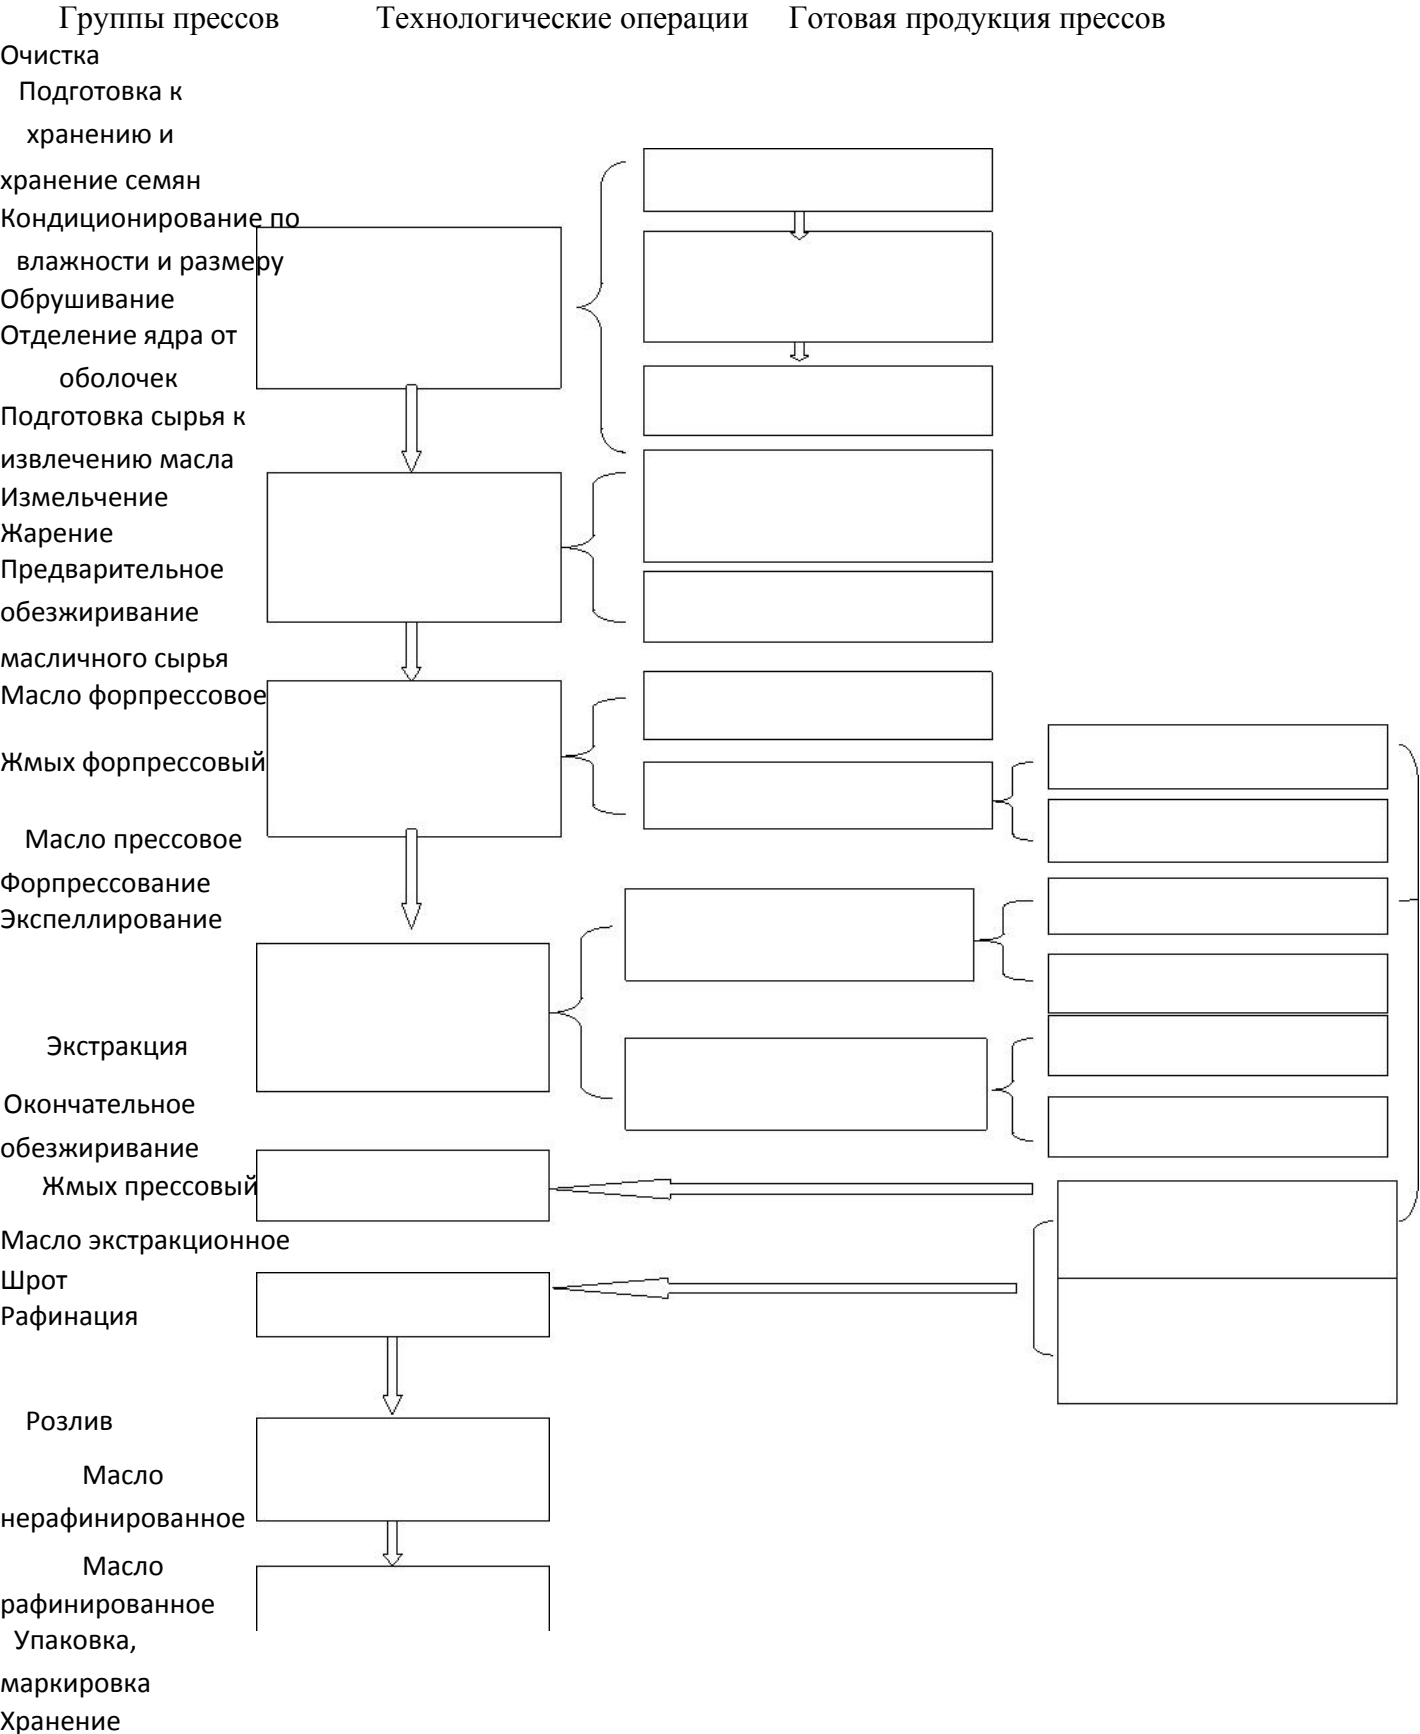 Группы прессов Технологические операции Готовая продукция прессов
Очистка
Подготовка к
хранению и
хранение семян
Кондиционирование по
влажности и размеру
Обрушивание
Отделение ядра от
оболочек
Подготовка сырья к
извлечению масла
Измельчение
Жарение
Предварительное
обезжиривание
масличного сырья
Масло форпрессовое
Жмых форпрессовый
Масло прессовое
Форпрессование
Экспеллирование
Экстракция
Окончательное
обезжиривание
Жмых прессовый
Масло экстракционное
Шрот
Рафинация
Розлив
Масло
нерафинированное
Масло
рафинированное
Упаковка,
маркировка
Хранение